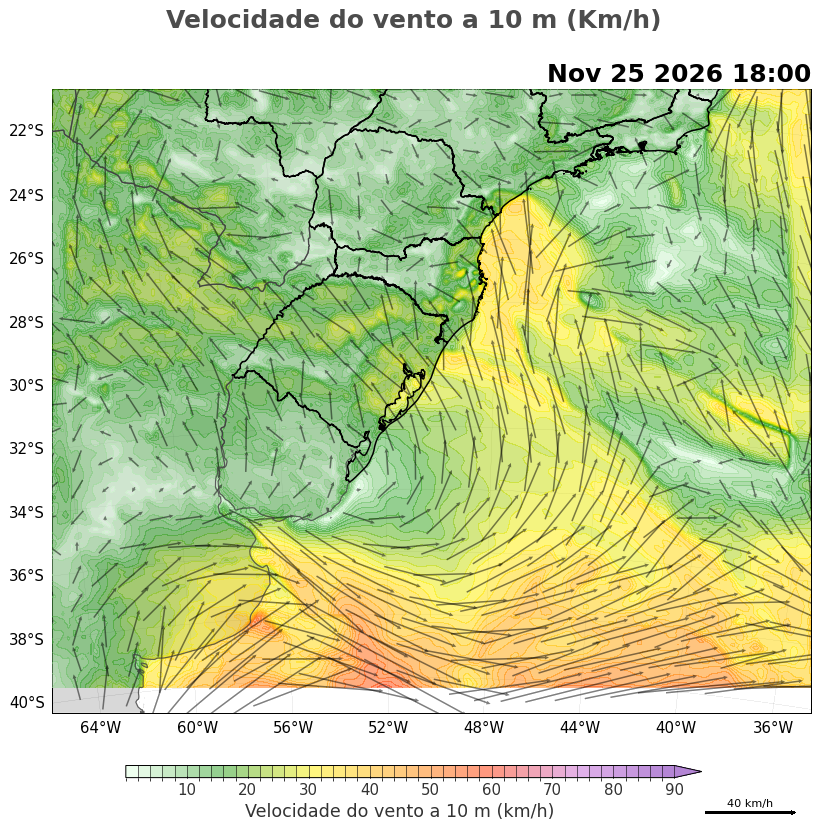 Velocidade do vento a 10 m (Km/h)
Nov 25 2026 18:00
22°S
24°S
26°S
28°S
30°S
32°S
34°S
36°S
38°S
40°S
64°W 60°W 56°W 52°W 48°W 44°W 40°W 36°W
10 20 30 40 50 60 70 80 90
Velocidade do vento a 10 m (km/h)
40 km/h